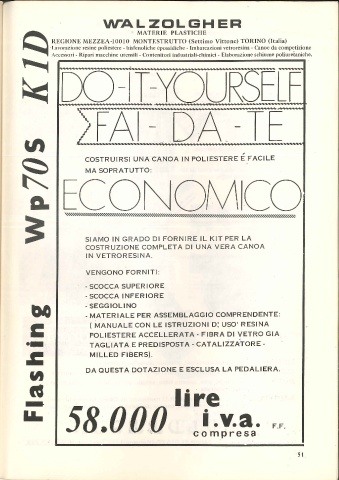 WALZOLGHER
MATERIE PLASTICHE
REGIONE MEZZEA-10010 MONTESTRUTTO (Settimo Vittone) TORINO (Italia)
Lavorazione resine poliestere - bisfenoliche epossidiche - Imbarcazioni vetroresina - Canoe da competizione
Accessori - Ripari macchine utensili - Contenitori industriali-chimici - Elaborazione schiume poliuretaniche.
Flashing Wp 70 S K1D
DO-IT-YOURSELF
FAI-DA-TE
COSTRUIRSI UNA CANOA IN POLIESTERE É FACILE
MA SOPRATUTTO:
ECONOMICO
SIAMO IN GRADO DI FORNIRE IL KIT PER LA
COSTRUZIONE COMPLETA DI UNA VERA CANOA
IN VETRORESINA.
VENGONO FORNITI:
- SCOCCA SUPERIORE
- SCOCCA INFERIORE
- SEGGIOLINO
- MATERIALE PER ASSEMBLAGGIO COMPRENDENTE:
( MANUALE CON LE ISTRUZIONI D'USO' RESINA
POLIESTERE ACCELLERATA - FIBRA DI VETRO GIA
TAGLIATA E PREDISPOSTA - CATALIZZATORE -
MILLED FIBERS).
DA QUESTA DOTAZIONE E ESCLUSA LA PEDALIERA.
58.000 lire
i.v.a. F.F.
compresa
51